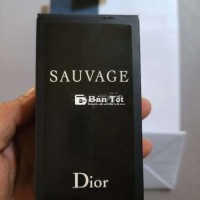 SAUVAGE
Bán Tốt
Dior